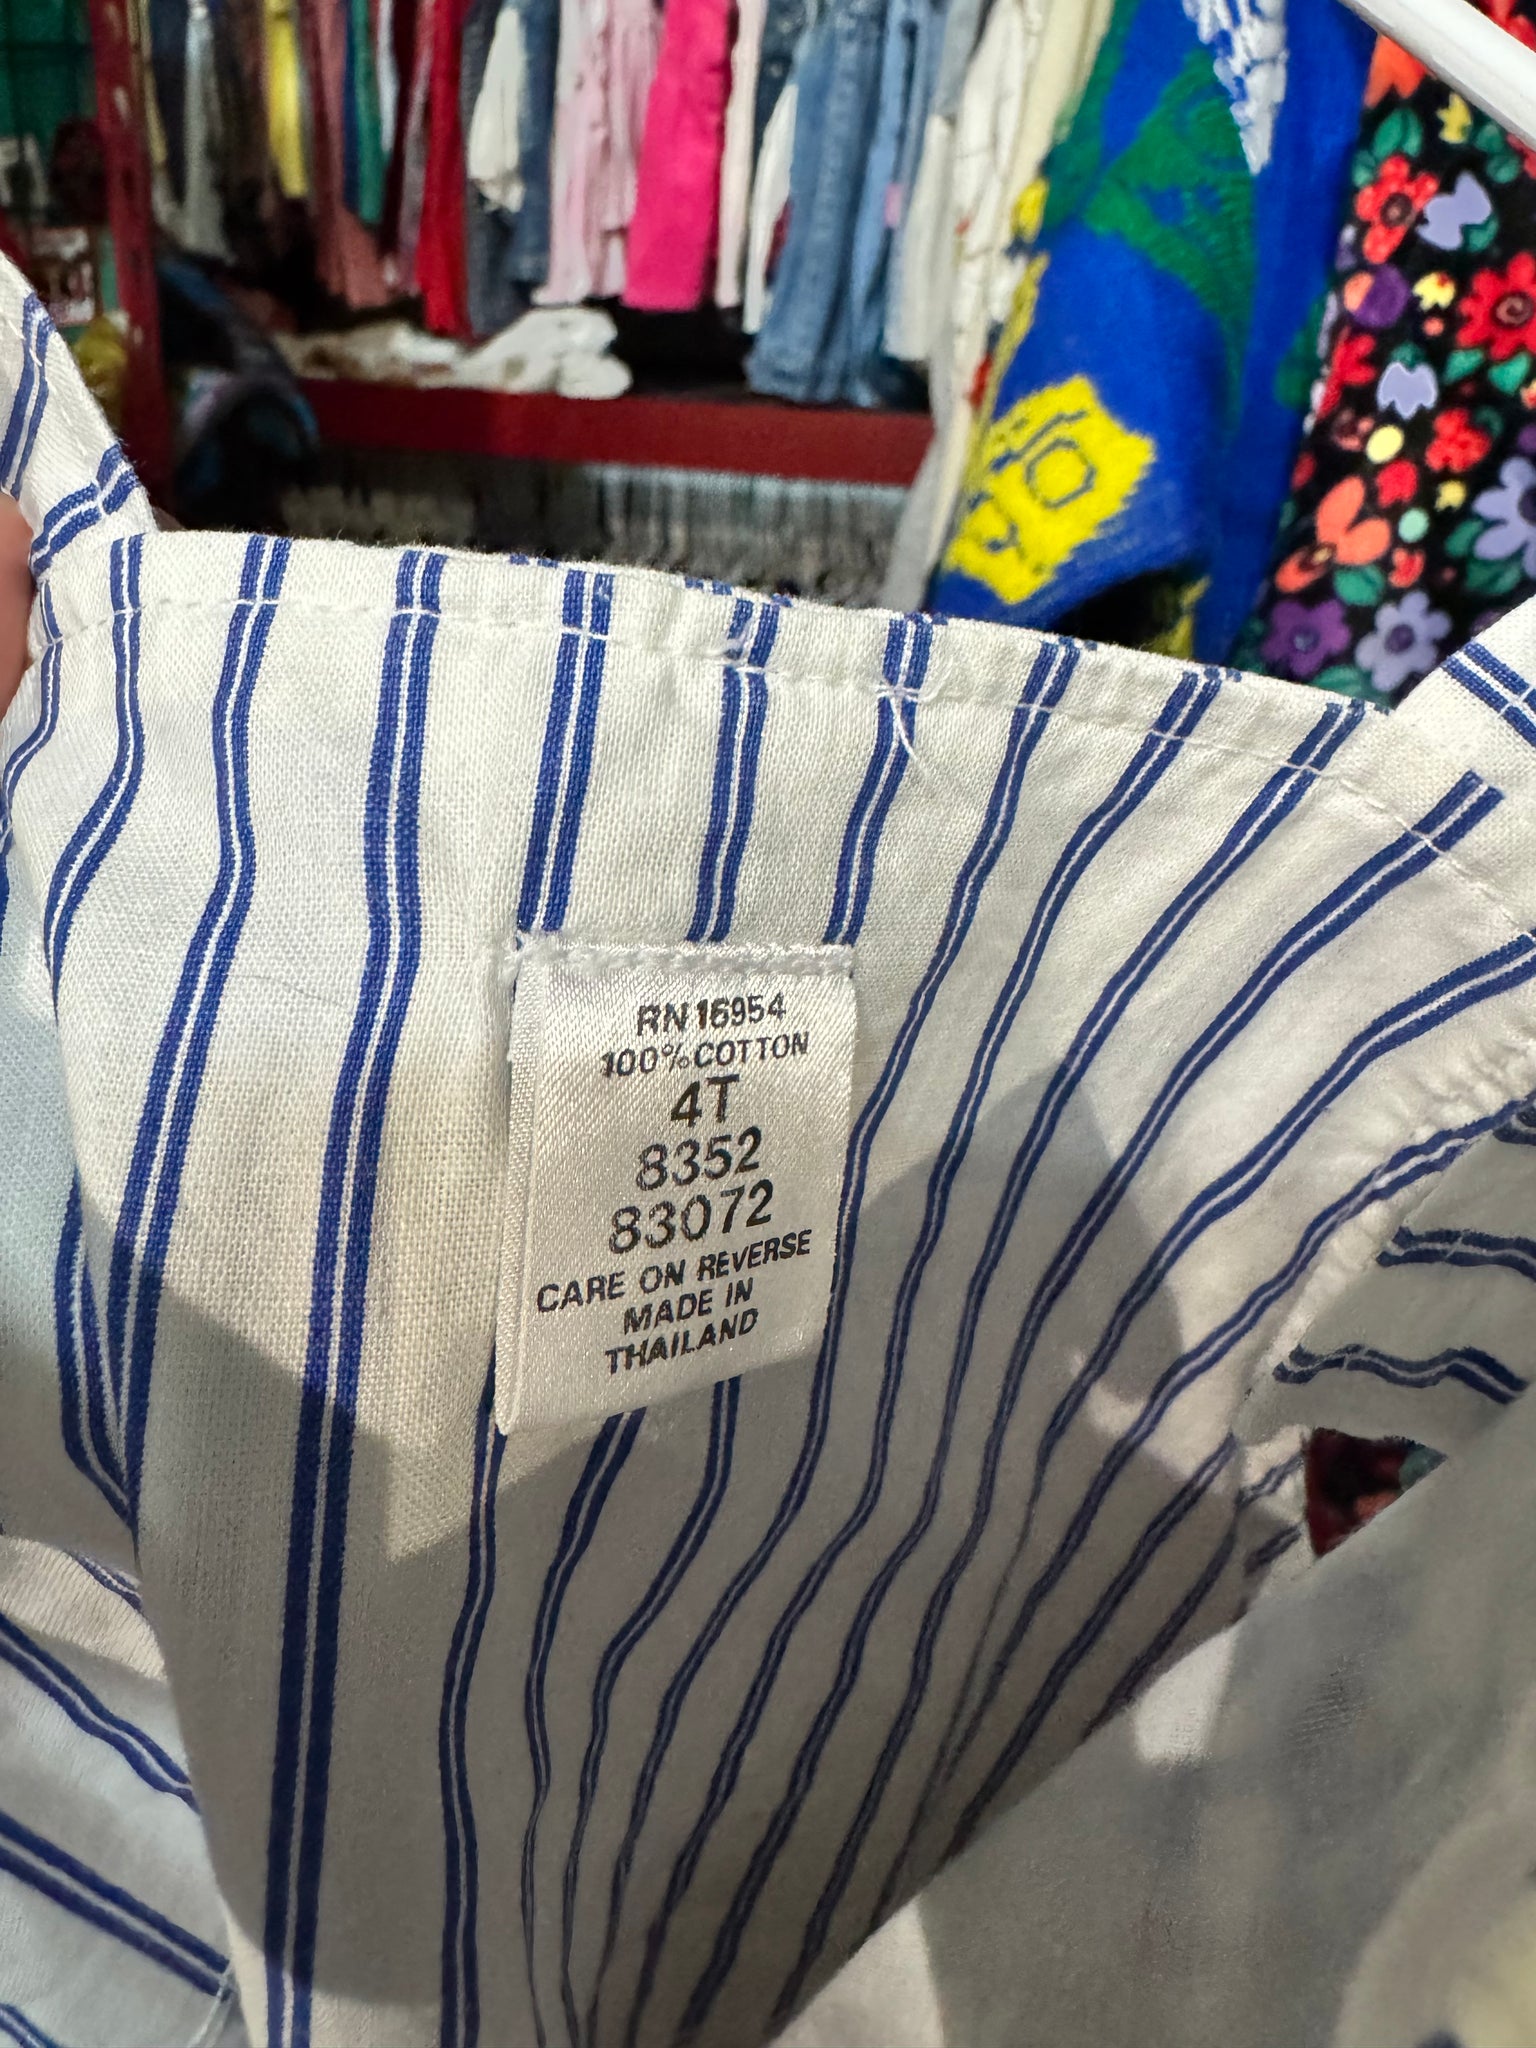 RN 16954
100% COTTON
4T
8352
83072
CARE ON REVERSE
MADE IN
THAILAND